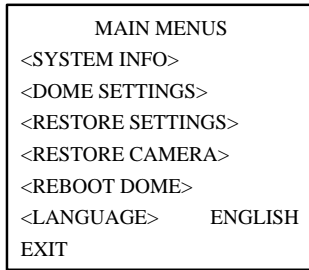 MAIN MENUS
<SYSTEM INFO>
<DOME SETTINGS>
<RESTORE SETTINGS>
<RESTORE CAMERA>
<REBOOT DOME>
<LANGUAGE> ENGLISH
EXIT